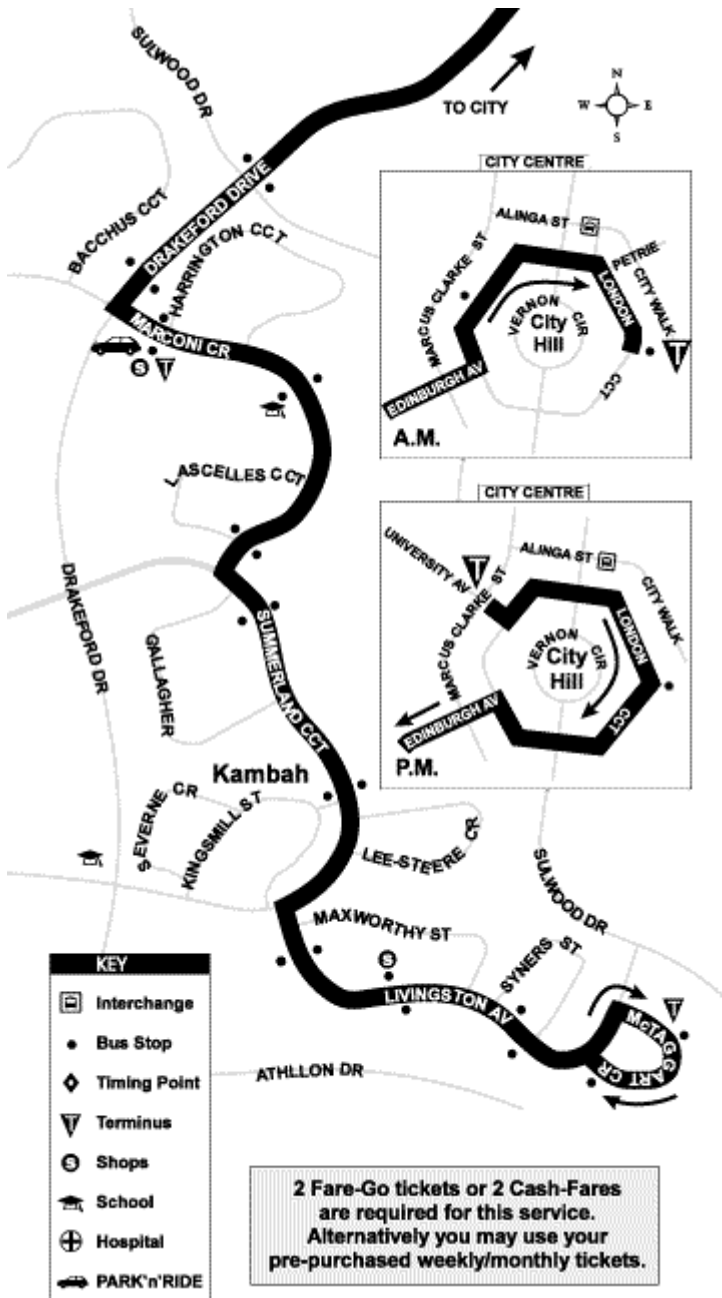 SULWOOD DR
TO CITY
N
W E
S
CITY CENTRE
ALINGA ST
PETRIE
CITY WALK
LONDON
CCT
MARCUS CLARKE ST
VERNON CIR
City
Hill
EDINBURGH AV
A.M.
BACCHUS CCT
DRAKEFORD DRIVE
HARRINGTON CCT
MARCONI CR
S
T
T
LASCELLES CCT
CITY CENTRE
UNIVERSITY AV
T
ALINGA ST
CITY WALK
MARCUS CLARKE ST
LONDON
CCT
VERNON CIR
City
Hill
EDINBURGH AV
P.M.
DRAKEFORD DR
GALLAGHER
SUMMERLAND CCT
Kambah
SEVERNE CR
KINGSMILL ST
LEE-STEERE CR
SULWOOD DR
MAXWORTHY ST
S
SYNERS ST
LIVINGSTON AV
T
McTAGGART CR
ATHLLON DR
KEY
Interchange
Bus Stop
Timing Point
T Terminus
S Shops
School
Hospital
PARK'n'RIDE
2 Fare-Go tickets or 2 Cash-Fares
are required for this service.
Alternatively you may use your
pre-purchased weekly/monthly tickets.